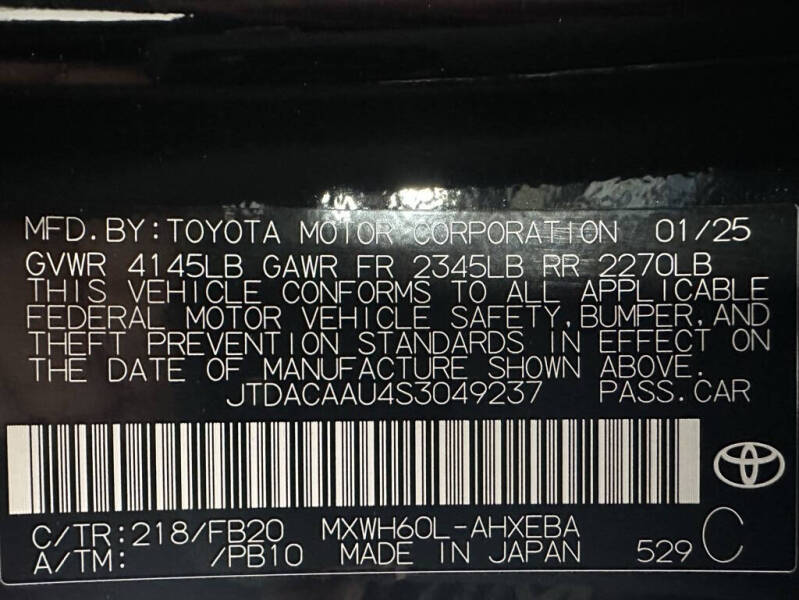 MFD.BY:TOYOTA MOTOR CORPORATION 01/25
GVWR 4145LB GAWR FR 2345LB RR 2270LB
THIS VEHICLE CONFORMS TO ALL APPLICABLE
FEDERAL MOTOR VEHICLE SAFETY,BUMPER,AND
THEFT PREVENTION STANDARDS IN EFFECT ON
THE DATE OF MANUFACTURE SHOWN ABOVE.
JTDACAAU4S3049237 PASS.CAR
C/TR:218/FB20 MXWH60L-AHXEBA
A/TM: /PB10 MADE IN JAPAN 529 C